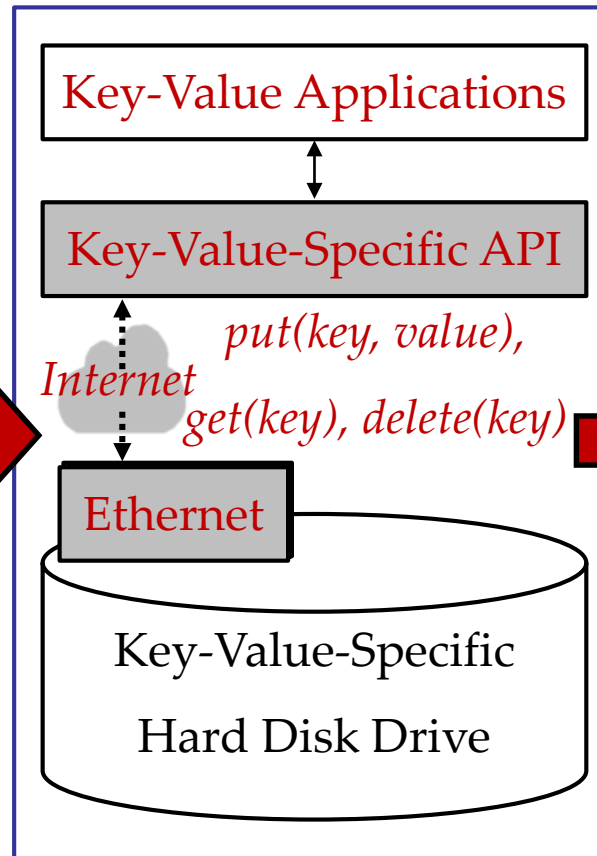 Key-Value Applications
Key-Value-Specific API
put(key, value),
Internet
get(key), delete(key)
Ethernet
Key-Value-Specific
Hard Disk Drive